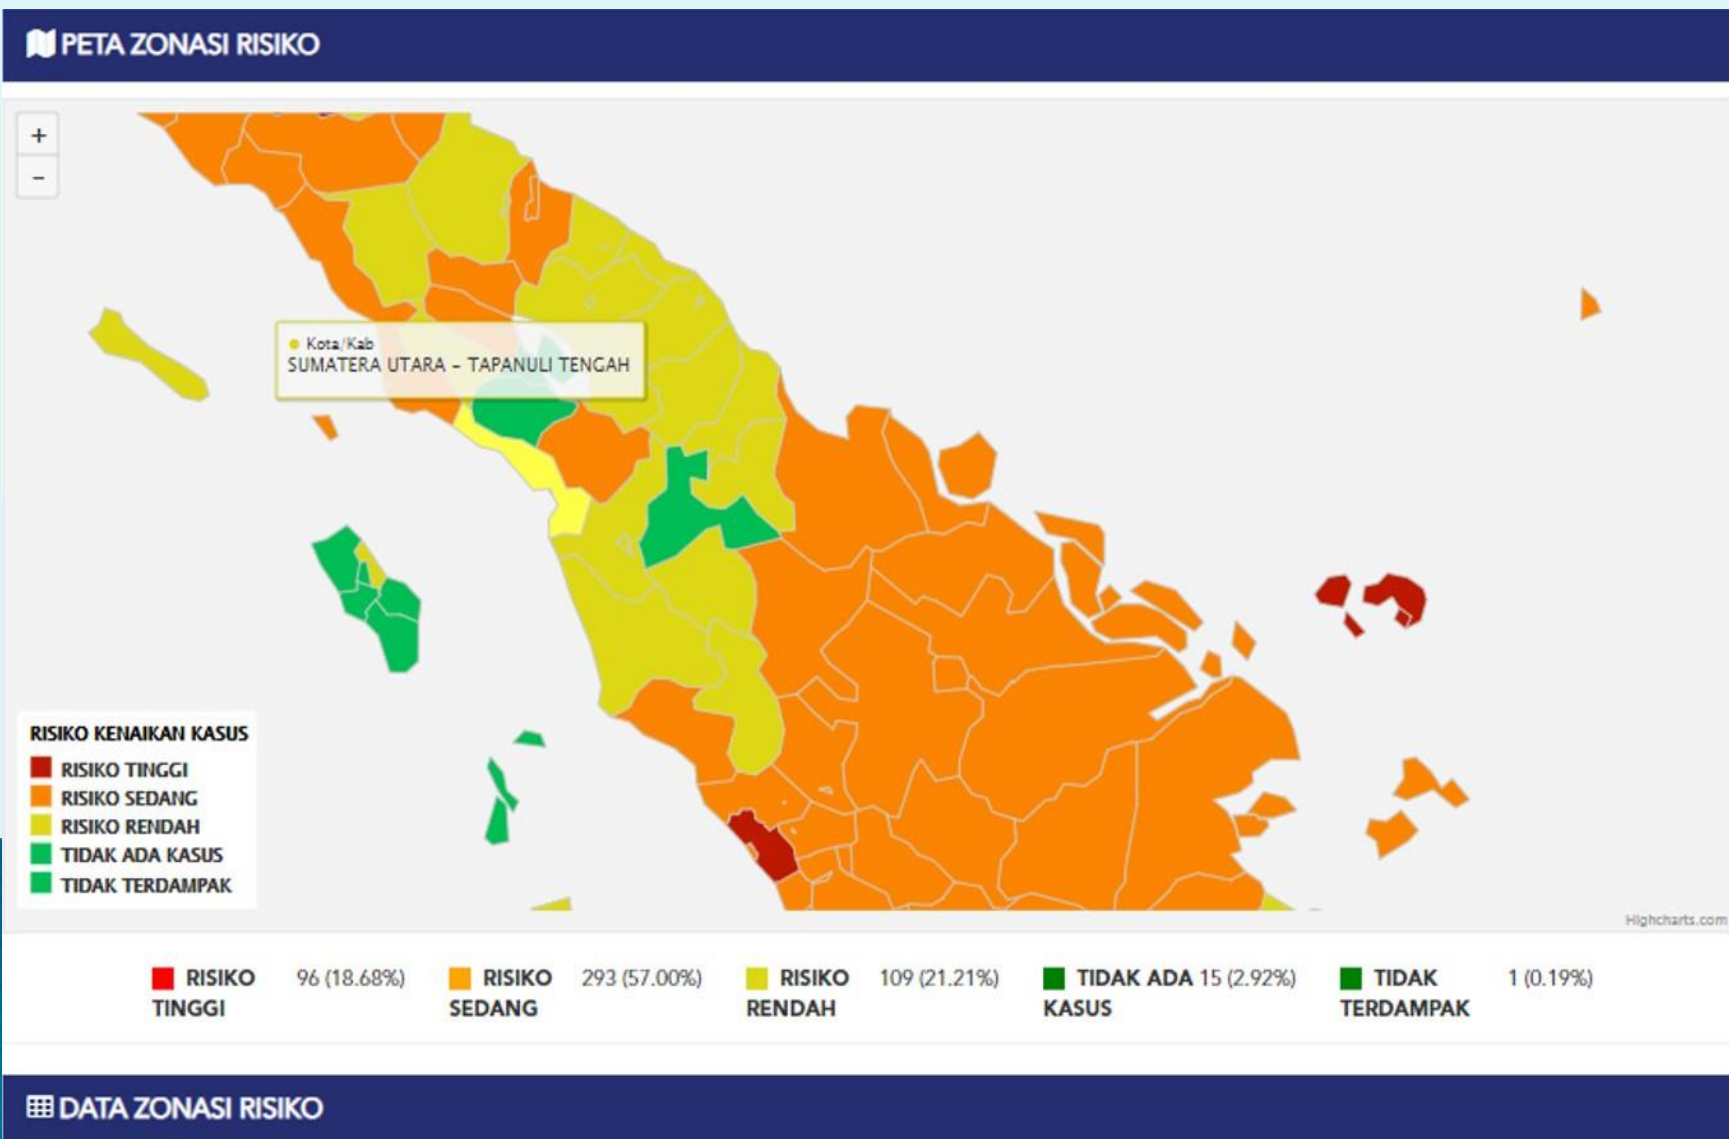 PETA ZONASI RISIKO
+
−
Kota/Kab
SUMATERA UTARA – TAPANULI TENGAH
RISIKO KENAIKAN KASUS
RISIKO TINGGI
RISIKO SEDANG
RISIKO RENDAH
TIDAK ADA KASUS
TIDAK TERDAMPAK
Highcharts.com
RISIKO TINGGI 96 (18.68%)
RISIKO SEDANG 293 (57.00%)
RISIKO RENDAH 109 (21.21%)
TIDAK ADA KASUS 15 (2.92%)
TIDAK TERDAMPAK 1 (0.19%)
DATA ZONASI RISIKO